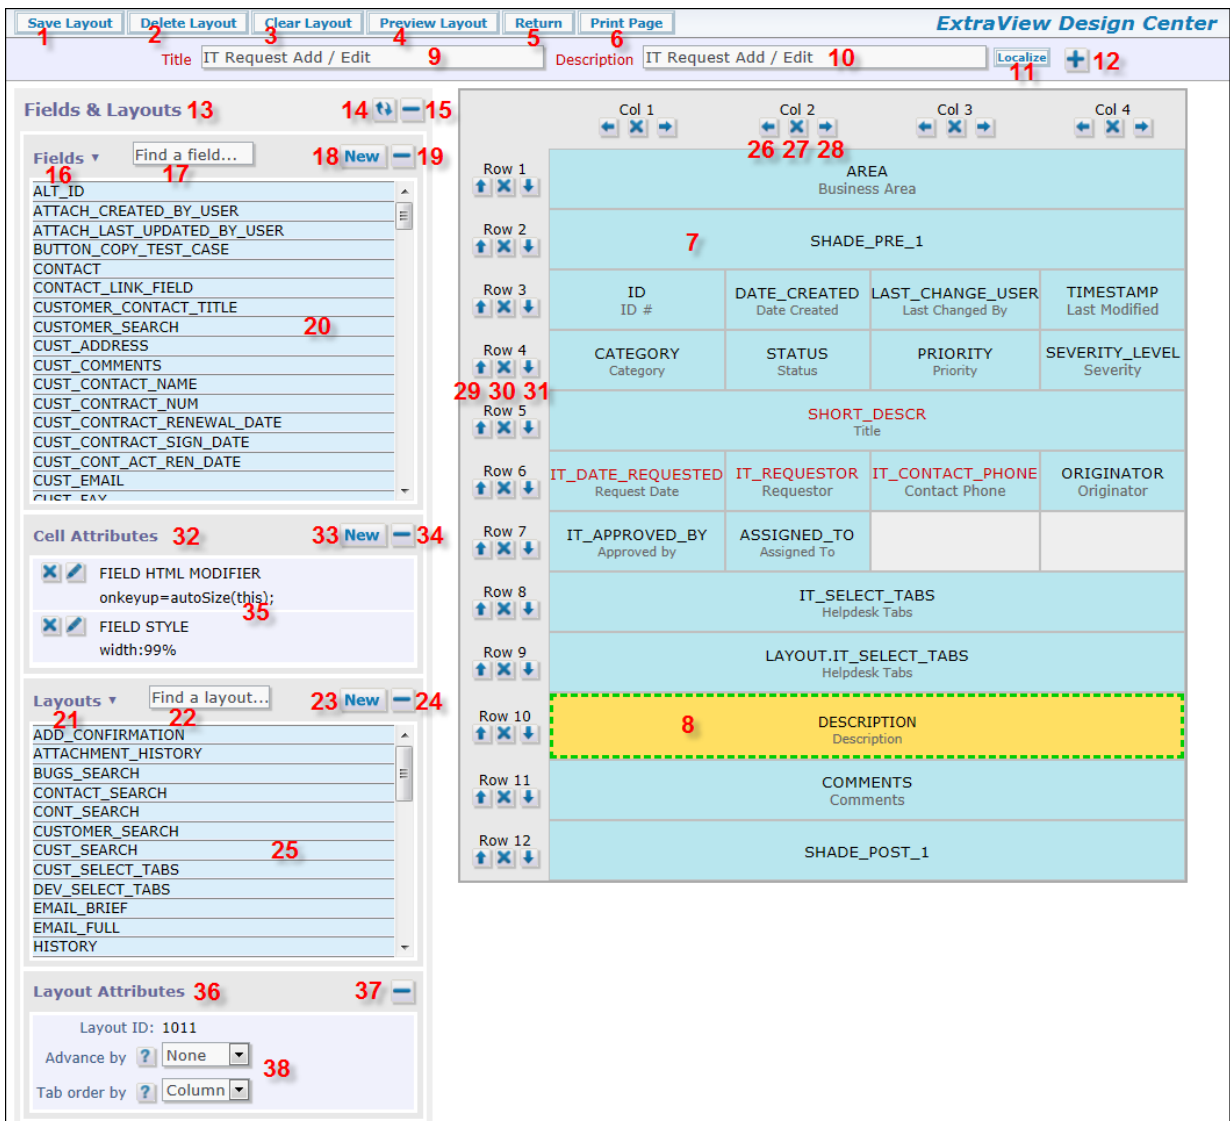 Save Layout Delete Layout Clear Layout Preview Layout Return Print Page ExtraView Design Center
1 2 3 4 5 6
Title IT Request Add / Edit 9 Description IT Request Add / Edit 10 Localize 12
11
Fields & Layouts 13 14 15
Fields Find a field... 18 New 19
16 17
ALT_ID
ATTACH_CREATED_BY_USER
ATTACH_LAST_UPDATED_BY_USER
BUTTON_COPY_TEST_CASE
CONTACT
CONTACT_LINK_FIELD
CUSTOMER_CONTACT_TITLE
CUSTOMER_SEARCH 20
CUST_ADDRESS
CUST_COMMENTS
CUST_CONTACT_NAME
CUST_CONTRACT_NUM
CUST_CONTRACT_RENEWAL_DATE
CUST_CONTRACT_SIGN_DATE
CUST_CONT_ACT_REN_DATE
CUST_EMAIL
CUST_FAX
Cell Attributes 32 33 New 34
FIELD HTML MODIFIER
onkeyup=autoSize(this);
35
FIELD STYLE
width:99%
Layouts Find a layout... 23 New 24
21 22
ADD_CONFIRMATION
ATTACHMENT_HISTORY
BUGS_SEARCH
CONTACT_SEARCH
CONT_SEARCH
CUSTOMER_SEARCH
CUST_SEARCH 25
CUST_SELECT_TABS
DEV_SELECT_TABS
EMAIL_BRIEF
EMAIL_FULL
HISTORY
Layout Attributes 36 37
Layout ID: 1011
Advance by ? None
38
Tab order by ? Column
Col 1 Col 2 Col 3 Col 4
26 27 28
Row 1 AREA
Business Area
Row 2 7 SHADE_PRE_1
Row 3 ID DATE_CREATED LAST_CHANGE_USER TIMESTAMP
ID # Date Created Last Changed By Last Modified
Row 4 CATEGORY STATUS PRIORITY SEVERITY_LEVEL
Category Status Priority Severity
29 30 31
Row 5 SHORT_DESCR
Title
Row 6 IT_DATE_REQUESTED IT_REQUESTOR IT_CONTACT_PHONE ORIGINATOR
Request Date Requestor Contact Phone Originator
Row 7 IT_APPROVED_BY ASSIGNED_TO
Approved by Assigned To
Row 8 IT_SELECT_TABS
Helpdesk Tabs
Row 9 LAYOUT.IT_SELECT_TABS
Helpdesk Tabs
Row 10 8 DESCRIPTION
Description
Row 11 COMMENTS
Comments
Row 12 SHADE_POST_1